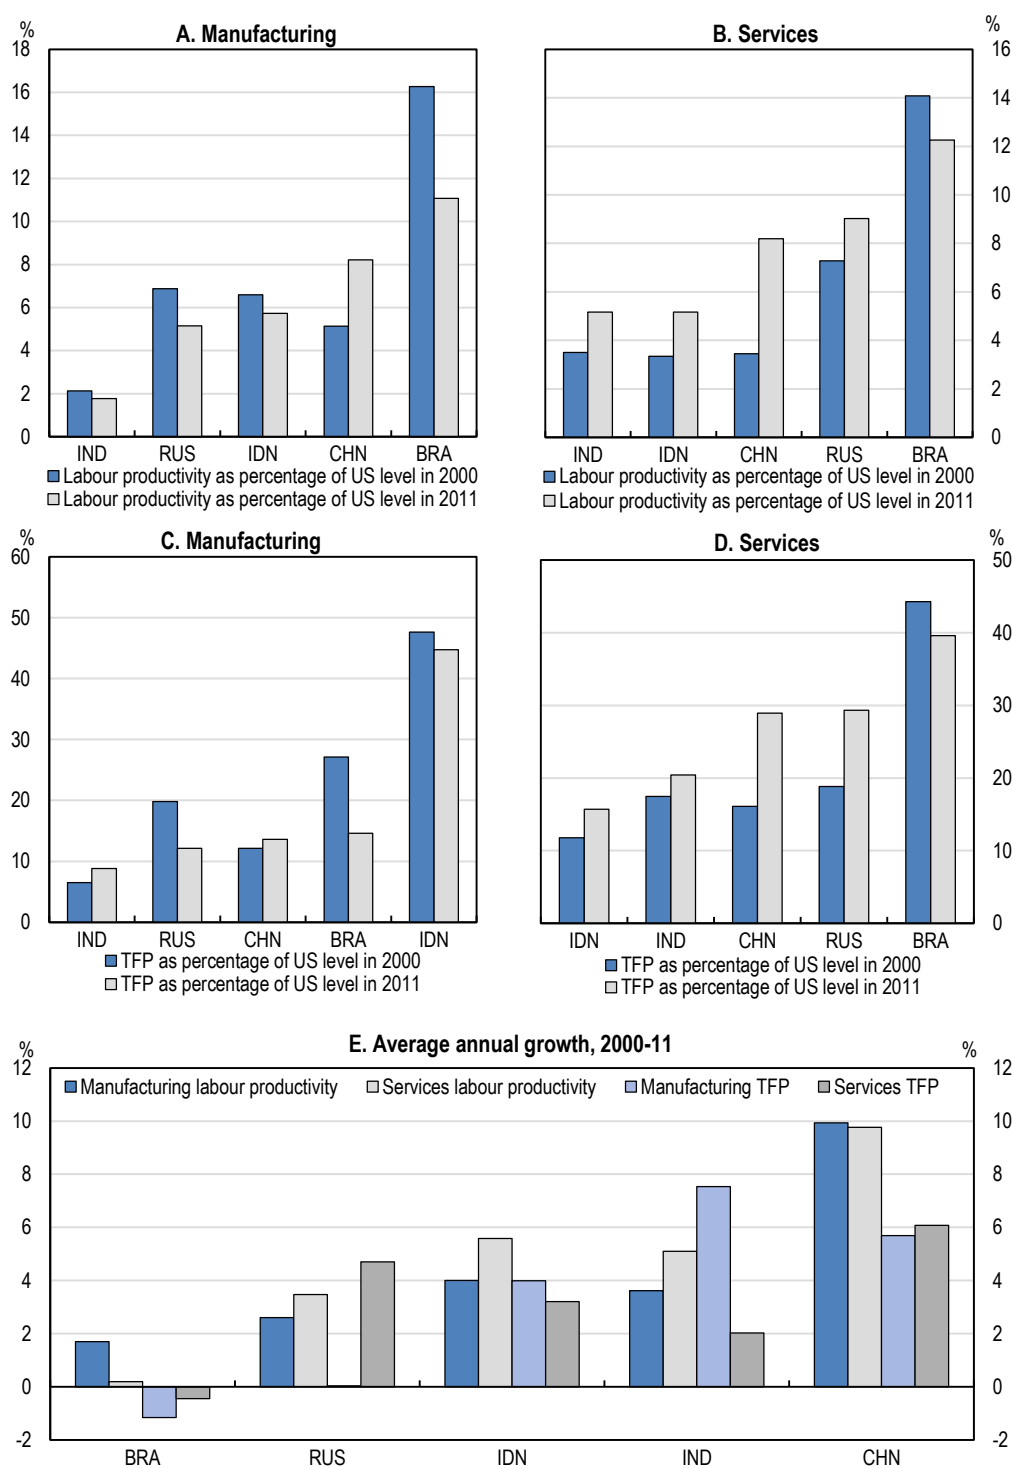 A. Manufacturing
%
18
16
14
12
10
8
6
4
2
0
IND RUS IDN CHN BRA
Labour productivity as percentage of US level in 2000
Labour productivity as percentage of US level in 2011
B. Services
%
16
14
12
10
8
6
4
2
0
IND IDN CHN RUS BRA
Labour productivity as percentage of US level in 2000
Labour productivity as percentage of US level in 2011
C. Manufacturing
%
60
50
40
30
20
10
0
IND RUS CHN BRA IDN
TFP as percentage of US level in 2000
TFP as percentage of US level in 2011
D. Services
%
50
40
30
20
10
0
IDN IND CHN RUS BRA
TFP as percentage of US level in 2000
TFP as percentage of US level in 2011
E. Average annual growth, 2000-11
% %
12 12
Manufacturing labour productivity Services labour productivity Manufacturing TFP Services TFP
10 10
8 8
6 6
4 4
2 2
0 0
-2 -2
BRA RUS IDN IND CHN